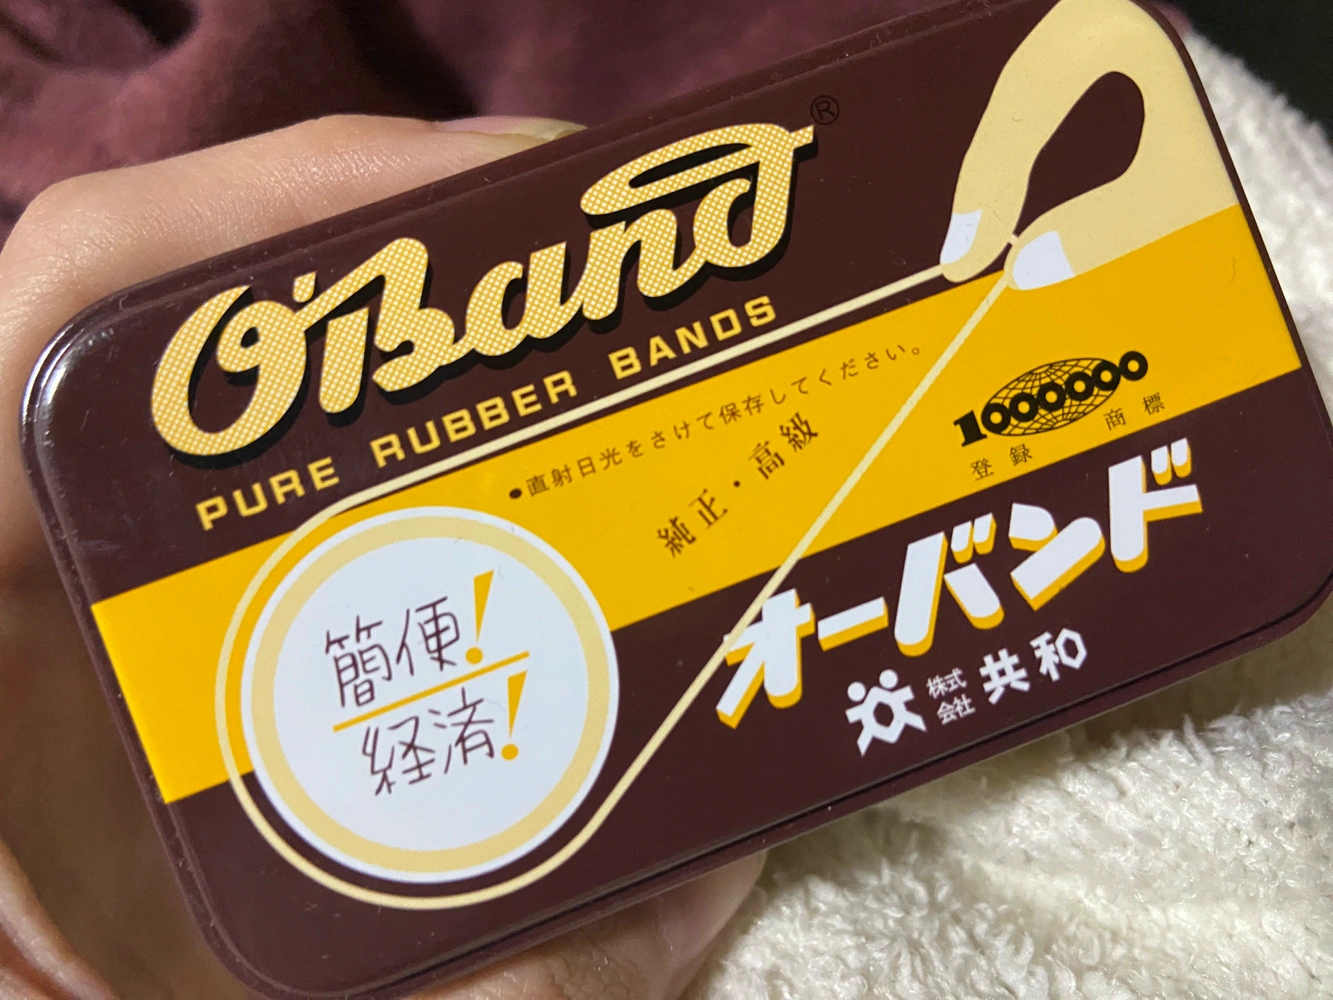 O'Band®
PURE RUBBER BANDS
●直射日光をさけて保存してください。
純正・高級
1000000
登録商標
簡便!
経済!
オーバンド
株式会社 共和